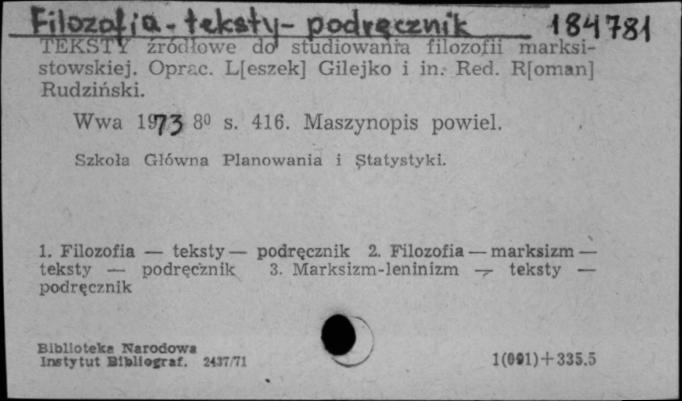 Filozofia - teksty - podręcznik 184781
TEKSTY źródłowe do studiowania filozofii marksi-
stowskiej. Oprac. L[eszek] Gilejko i in. Red. R[oman]
Rudziński.
Wwa 1973 8⁰ s. 416. Maszynopis powiel.
Szkoła Główna Planowania i Statystyki.
1. Filozofia — teksty — podręcznik 2. Filozofia — marksizm —
teksty — podręcznik 3. Marksizm-leninizm — teksty —
podręcznik
Biblioteka Narodowa
Instytut Bibliograf. 2437/71 1(091)+335.5